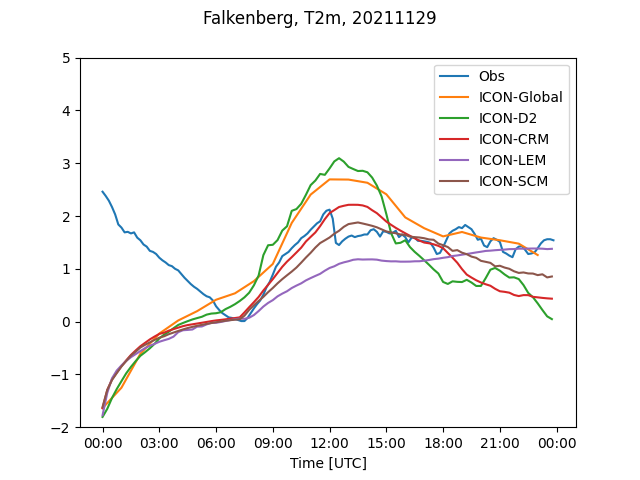 Falkenberg, T2m, 20211129
5
4
3
2
1
0
−1
−2
Obs
ICON-Global
ICON-D2
ICON-CRM
ICON-LEM
ICON-SCM
00:00 03:00 06:00 09:00 12:00 15:00 18:00 21:00 00:00
Time [UTC]